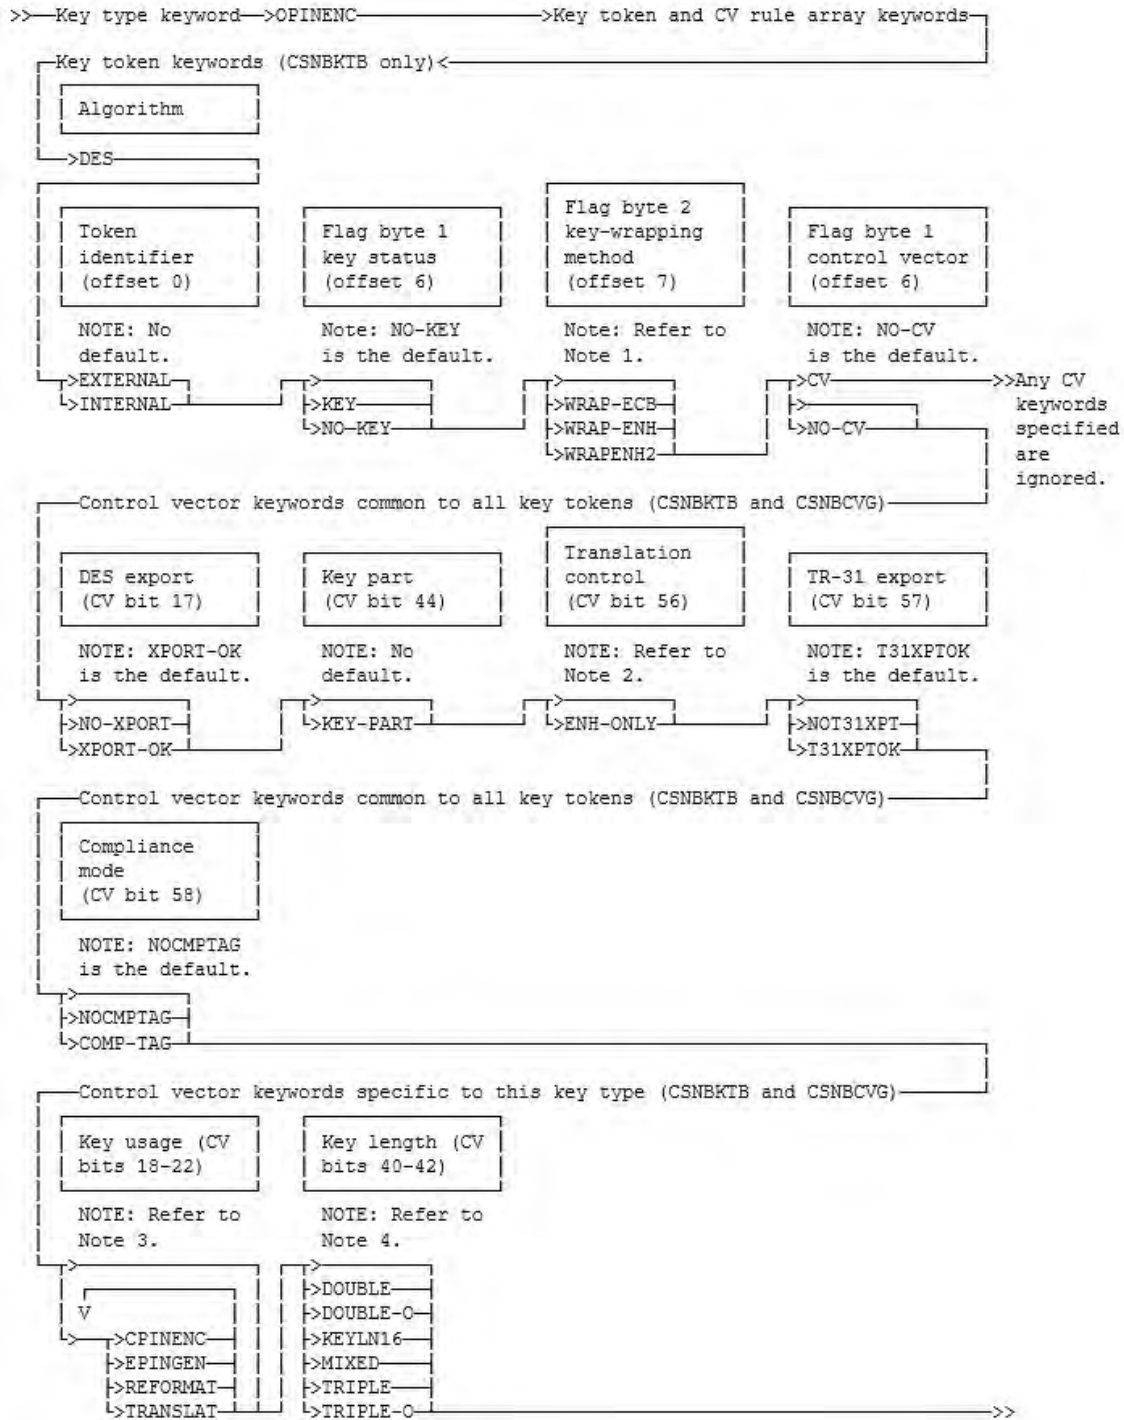 >>—Key type keyword—>OPINENC—>Key token and CV rule array keywords
Key token keywords (CSNBKTB only)<
Algorithm
>DES
Token identifier (offset 0)
Flag byte 1 key status (offset 6)
Flag byte 2 key-wrapping method (offset 7)
Flag byte 1 control vector (offset 6)
NOTE: No default.
Note: NO-KEY is the default.
Note: Refer to Note 1.
NOTE: NO-CV is the default.
>EXTERNAL
>INTERNAL
>
>KEY
>NO-KEY
>
>WRAP-ECB
>WRAP-ENH
>WRAPENH2
>CV
>
>NO-CV
>>Any CV
keywords
specified
are
ignored.
Control vector keywords common to all key tokens (CSNBKTB and CSNBCVG)
DES export (CV bit 17)
Key part (CV bit 44)
Translation control (CV bit 56)
TR-31 export (CV bit 57)
NOTE: XPORT-OK is the default.
NOTE: No default.
NOTE: Refer to Note 2.
NOTE: T31XPTOK is the default.
>
>NO-XPORT
>XPORT-OK
>
>KEY-PART
>
>ENH-ONLY
>
>NOT31XPT
>T31XPTOK
Control vector keywords common to all key tokens (CSNBKTB and CSNBCVG)
Compliance
mode
(CV bit 58)
NOTE: NOCMPTAG
is the default.
>
>NOCMPTAG
>COMP-TAG
Control vector keywords specific to this key type (CSNBKTB and CSNBCVG)
Key usage (CV bits 18-22)
Key length (CV bits 40-42)
NOTE: Refer to Note 3.
NOTE: Refer to Note 4.
>
V
>
>CPINENC
>EPINGEN
>REFORMAT
>TRANSLAT
>
>DOUBLE
>DOUBLE-O
>KEYLN16
>MIXED
>TRIPLE
>TRIPLE-O
>>